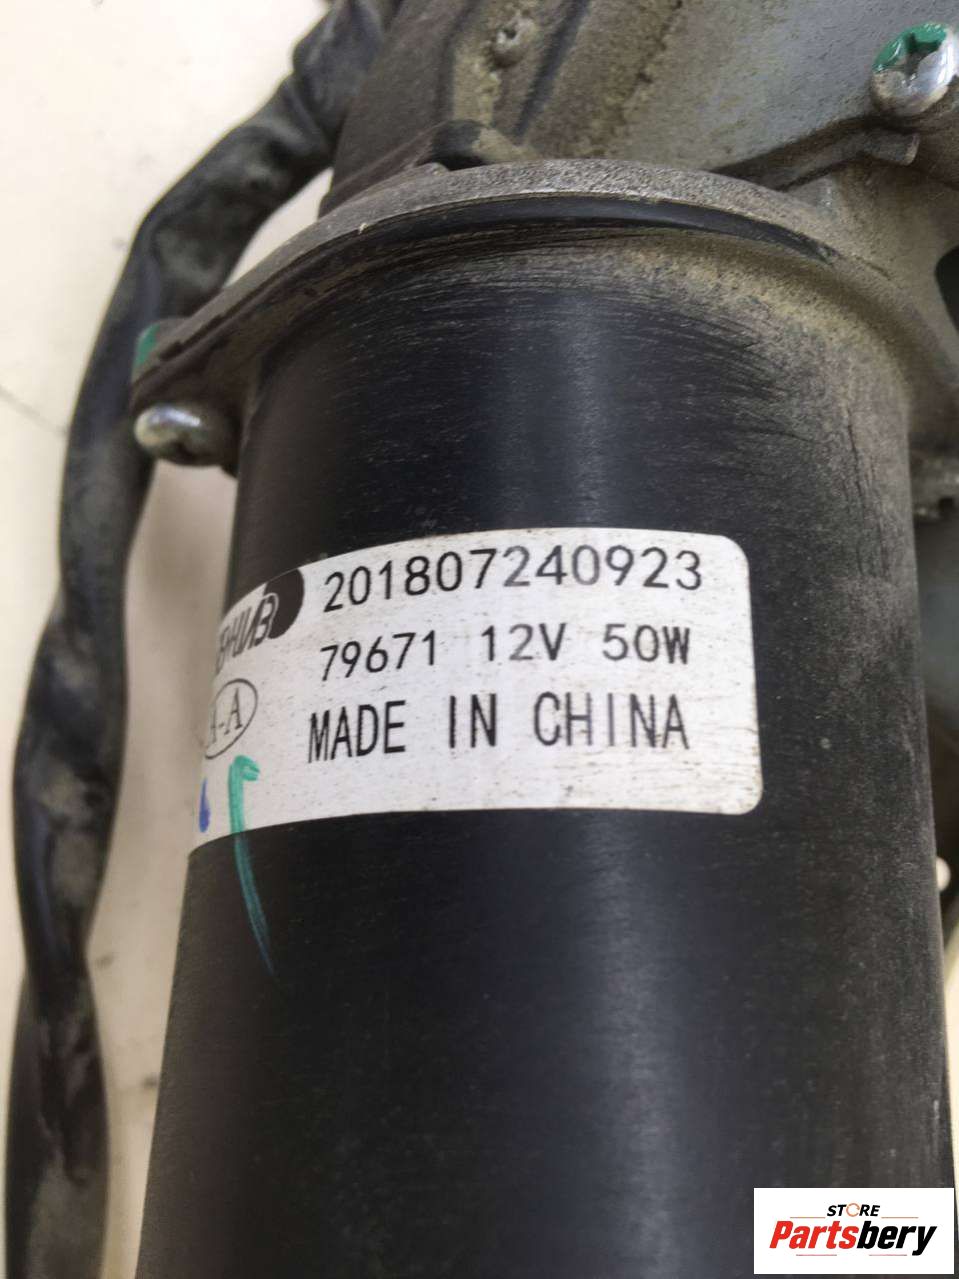 201807240923
79671 12V 50W
A-A
MADE IN CHINA
STORE
Partsbery